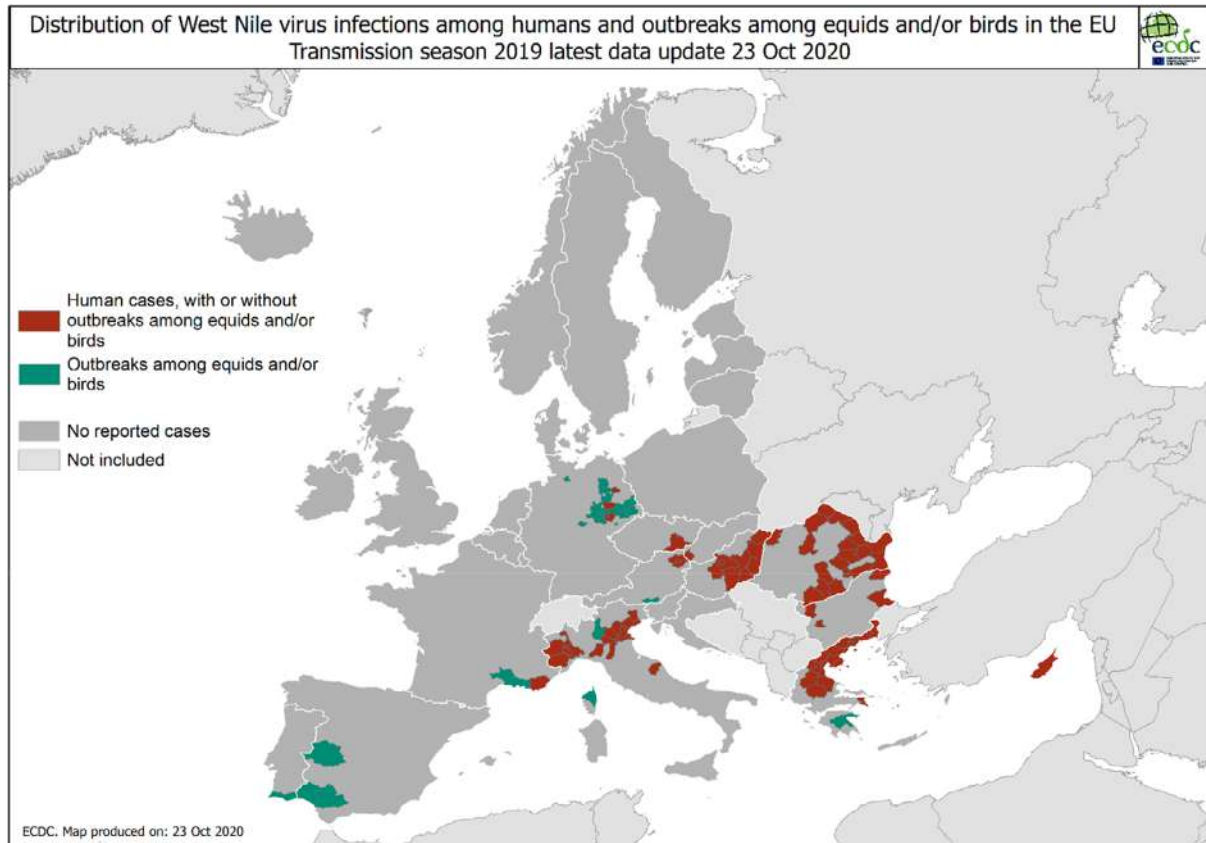 Distribution of West Nile virus infections among humans and outbreaks among equids and/or birds in the EU
Transmission season 2019 latest data update 23 Oct 2020
ecdc
Human cases, with or without
outbreaks among equids and/or
birds
Outbreaks among equids and/or
birds
No reported cases
Not included
ECDC. Map produced on: 23 Oct 2020